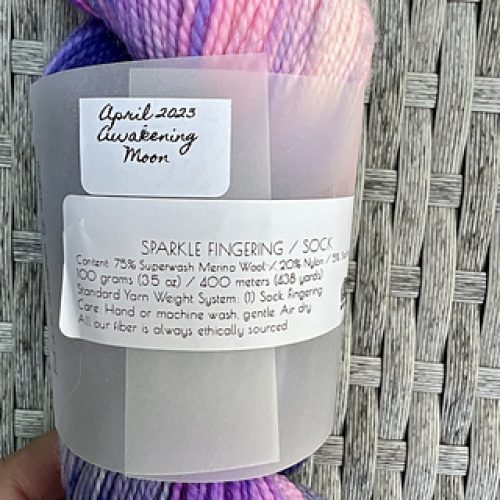 April 2023
Awakening
Moon
SPARKLE FINGERING / SOCK
Content: 75% Superwash Merino Wool / 20% Nylon / 5%
100 grams (3.5 oz) / 400 meters (438 yards)
Standard Yarn Weight System: (1) Sock, Fingering
Care: Hand or machine wash, gentle. Air dry
All our fiber is always ethically sourced